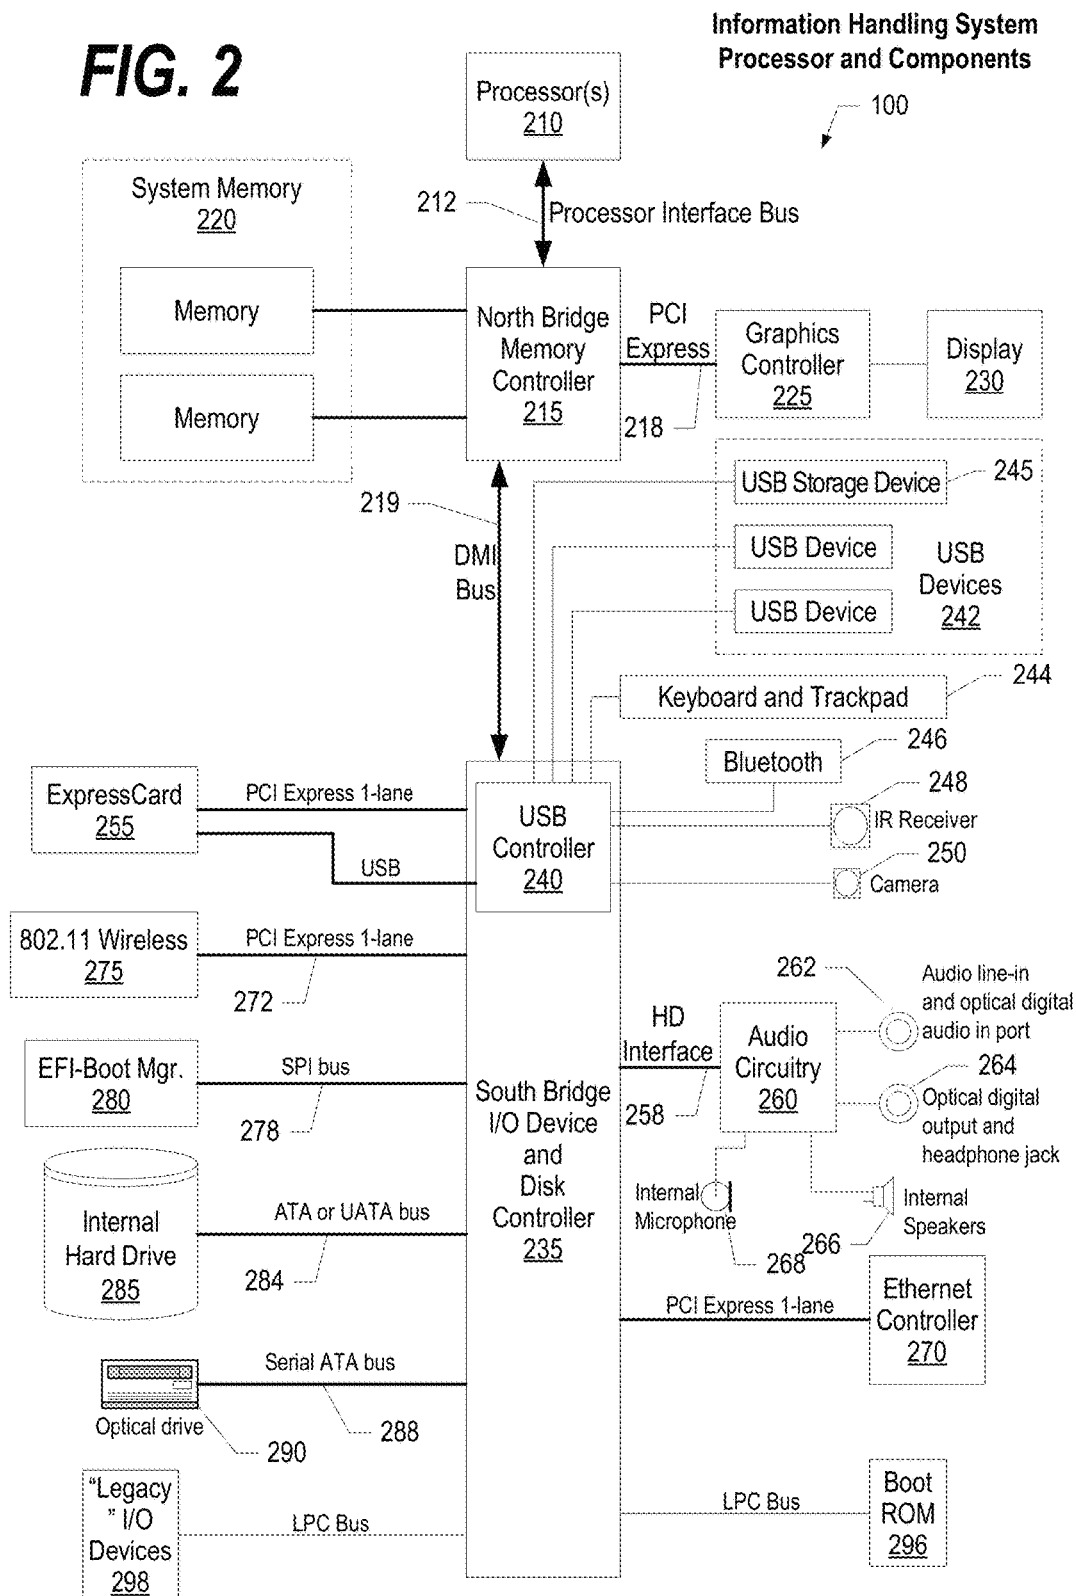 FIG. 2
Information Handling System
Processor and Components
100
Processor(s)
210
212
Processor Interface Bus
System Memory
220
Memory
Memory
North Bridge
Memory
Controller
215
PCI
Express
218
Graphics
Controller
225
Display
230
219
DMI
Bus
USB Storage Device
245
USB Device
USB Device
USB
Devices
242
Keyboard and Trackpad
244
Bluetooth
246
248
IR Receiver
250
Camera
USB
Controller
240
ExpressCard
255
PCI Express 1-lane
USB
802.11 Wireless
275
PCI Express 1-lane
272
EFI-Boot Mgr.
280
SPI bus
278
Internal
Hard Drive
285
ATA or UATA bus
284
Optical drive
290
Serial ATA bus
288
"Legacy
" I/O
Devices
298
LPC Bus
South Bridge
I/O Device
and
Disk
Controller
235
HD
Interface
258
Audio
Circuitry
260
262
Audio line-in
and optical digital
audio in port
264
Optical digital
output and
headphone jack
Internal
Microphone
268
Internal
Speakers
266
PCI Express 1-lane
Ethernet
Controller
270
LPC Bus
Boot
ROM
296